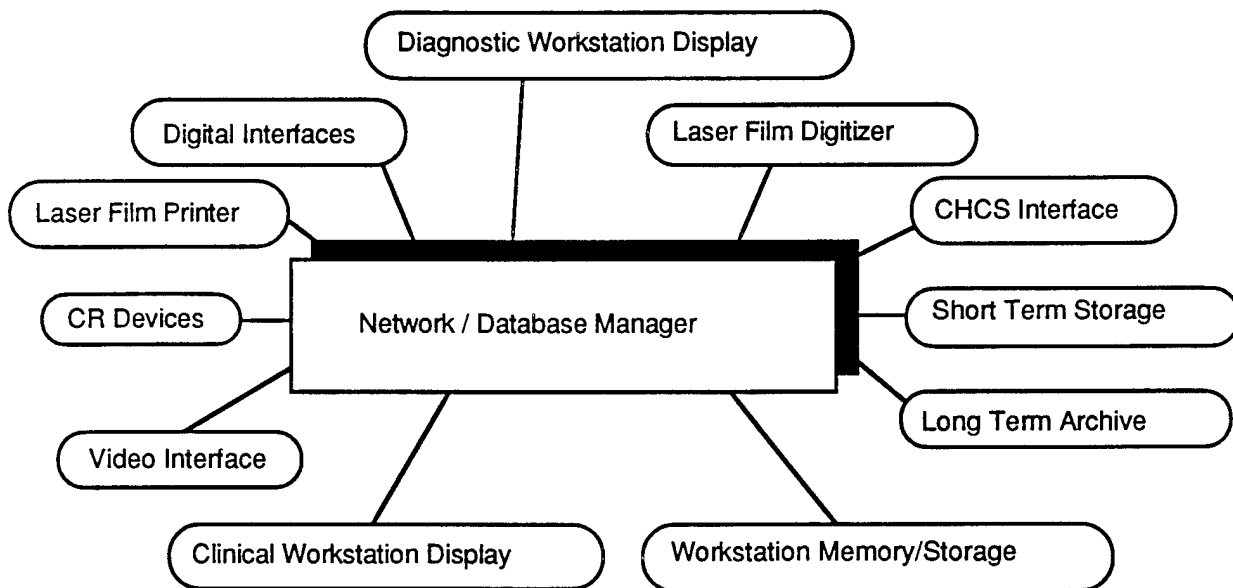 Diagnostic Workstation Display
Digital Interfaces
Laser Film Digitizer
Laser Film Printer
CHCS Interface
CR Devices
Network / Database Manager
Short Term Storage
Long Term Archive
Video Interface
Clinical Workstation Display
Workstation Memory/Storage